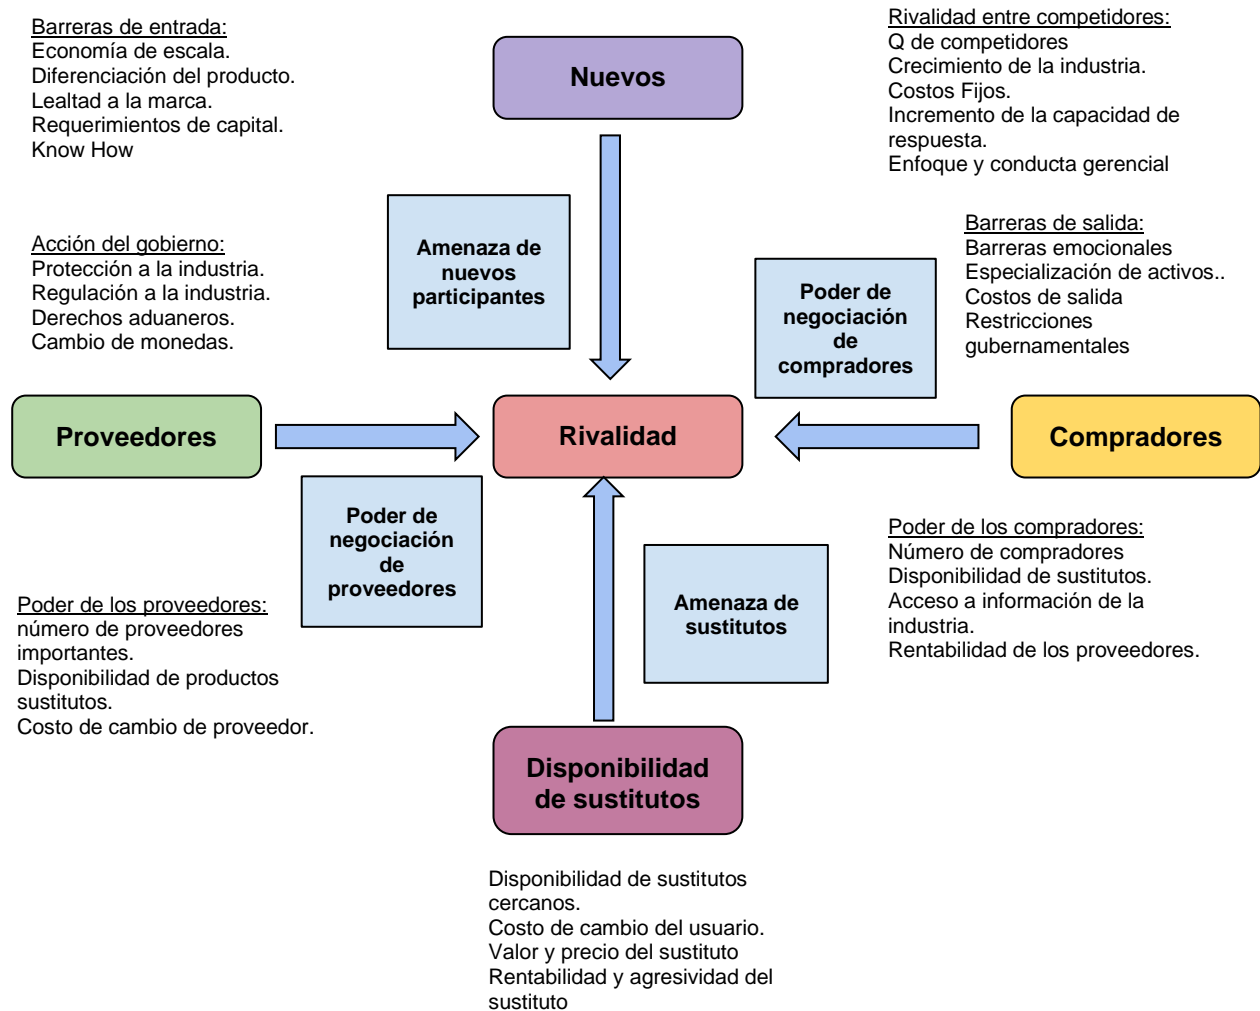 Barreras de entrada:
Economía de escala.
Diferenciación del producto.
Lealtad a la marca.
Requerimientos de capital.
Know How
Nuevos
Rivalidad entre competidores:
Q de competidores
Crecimiento de la industria.
Costos Fijos.
Incremento de la capacidad de
respuesta.
Enfoque y conducta gerencial
Acción del gobierno:
Protección a la industria.
Regulación a la industria.
Derechos aduaneros.
Cambio de monedas.
Amenaza de
nuevos
participantes
Poder de
negociación
de
compradores
Barreras de salida:
Barreras emocionales
Especialización de activos..
Costos de salida
Restricciones
gubernamentales
Proveedores
Rivalidad
Compradores
Poder de
negociación
de
proveedores
Poder de los proveedores:
número de proveedores
importantes.
Disponibilidad de productos
sustitutos.
Costo de cambio de proveedor.
Amenaza de
sustitutos
Poder de los compradores:
Número de compradores
Disponibilidad de sustitutos.
Acceso a información de la
industria.
Rentabilidad de los proveedores.
Disponibilidad
de sustitutos
Disponibilidad de sustitutos
cercanos.
Costo de cambio del usuario.
Valor y precio del sustituto
Rentabilidad y agresividad del
sustituto